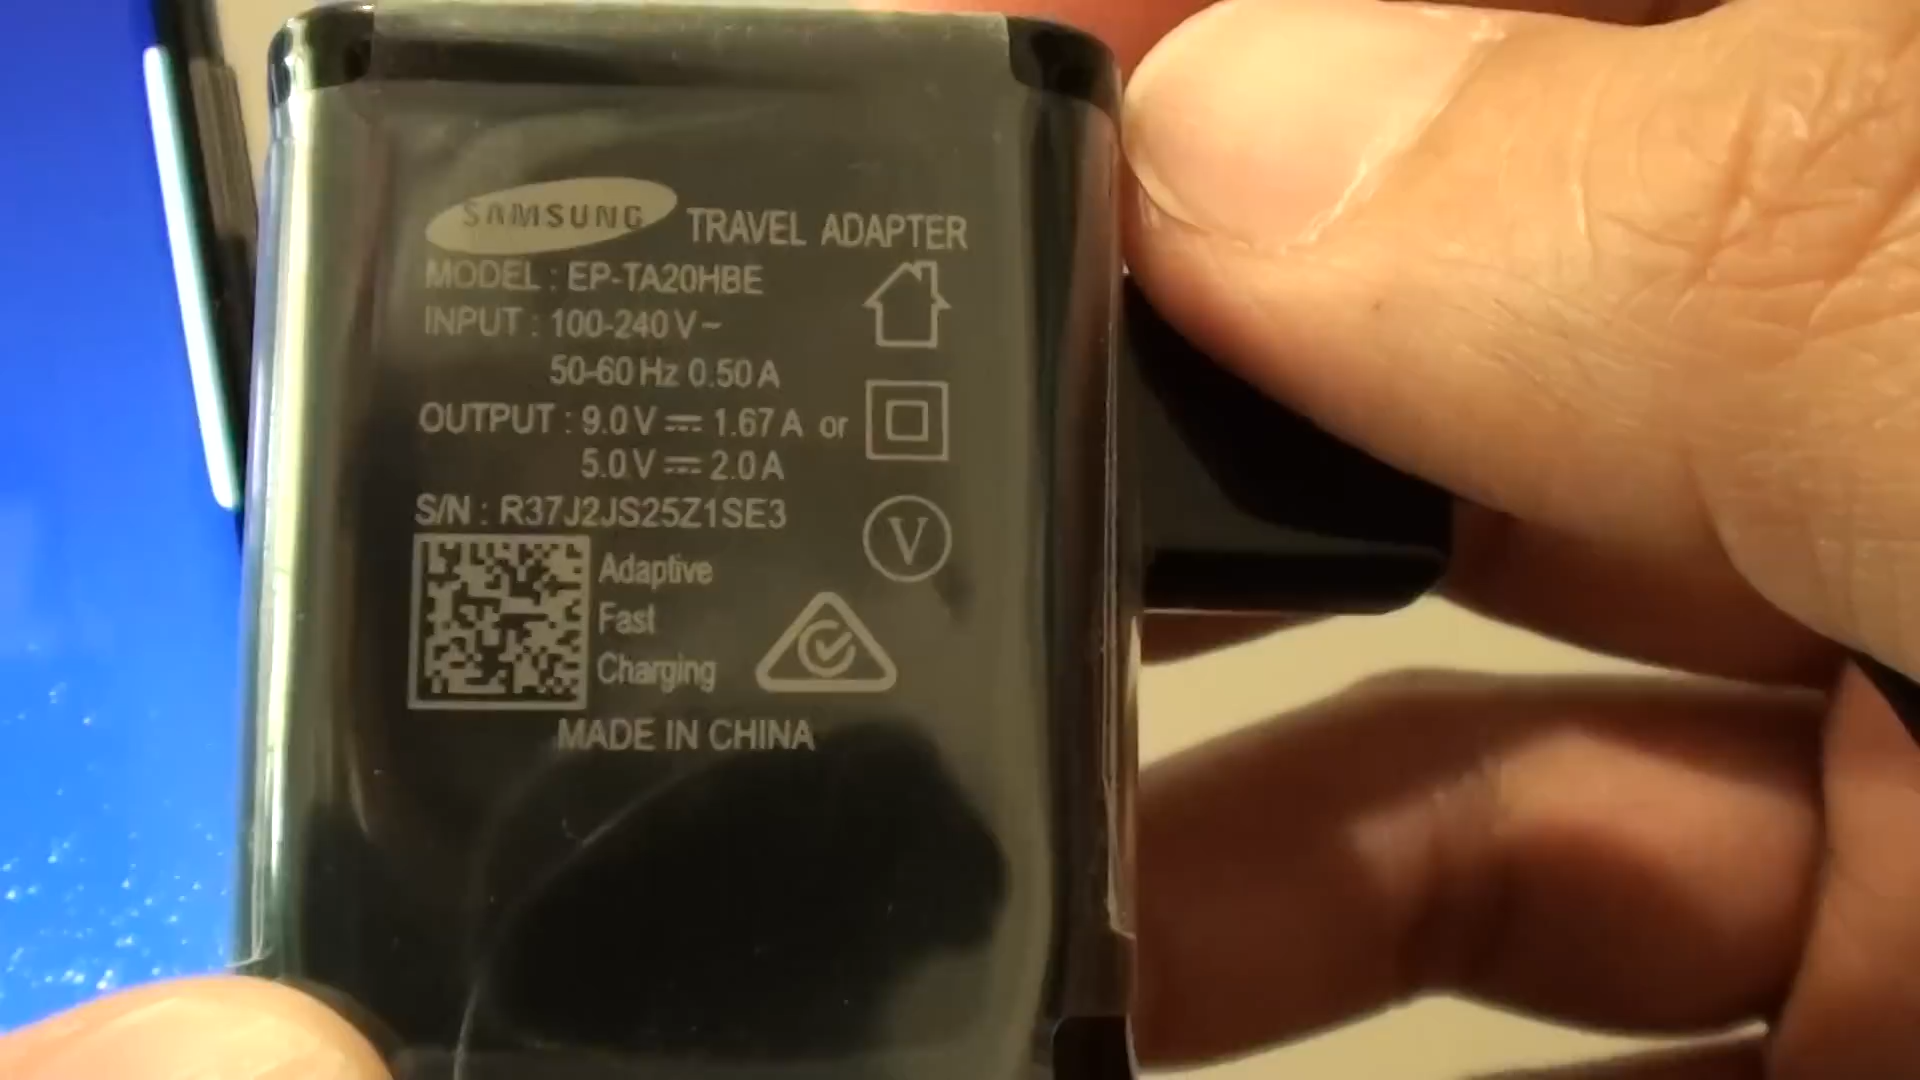 SAMSUNG TRAVEL ADAPTER
MODEL : EP-TA20HBE
INPUT : 100-240 V~
50-60 Hz 0.50 A
OUTPUT : 9.0 V ⎓ 1.67 A or
5.0 V ⎓ 2.0 A
S/N : R37J2JS25Z1SE3
V
Adaptive
Fast
Charging
MADE IN CHINA